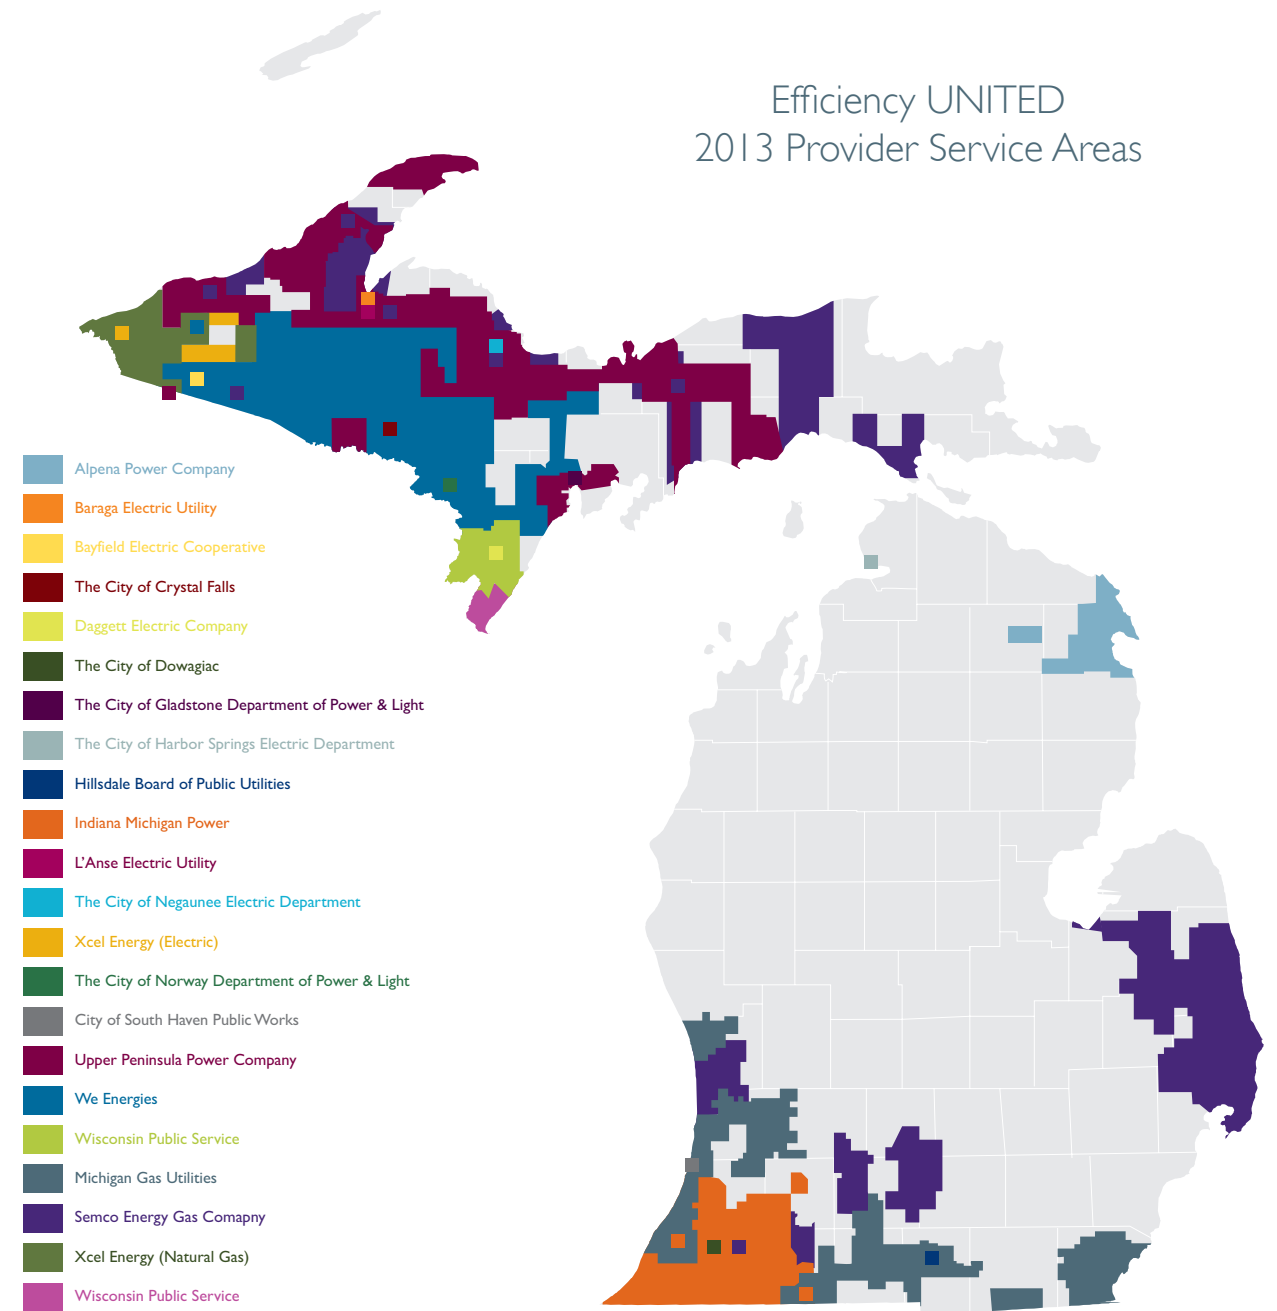 Efficiency UNITED
2013 Provider Service Areas
Alpena Power Company
Baraga Electric Utility
Bayfield Electric Cooperative
The City of Crystal Falls
Daggett Electric Company
The City of Dowagiac
The City of Gladstone Department of Power & Light
The City of Harbor Springs Electric Department
Hillsdale Board of Public Utilities
Indiana Michigan Power
L'Anse Electric Utility
The City of Negaunee Electric Department
Xcel Energy (Electric)
The City of Norway Department of Power & Light
City of South Haven Public Works
Upper Peninsula Power Company
We Energies
Wisconsin Public Service
Michigan Gas Utilities
Semco Energy Gas Comapny
Xcel Energy (Natural Gas)
Wisconsin Public Service